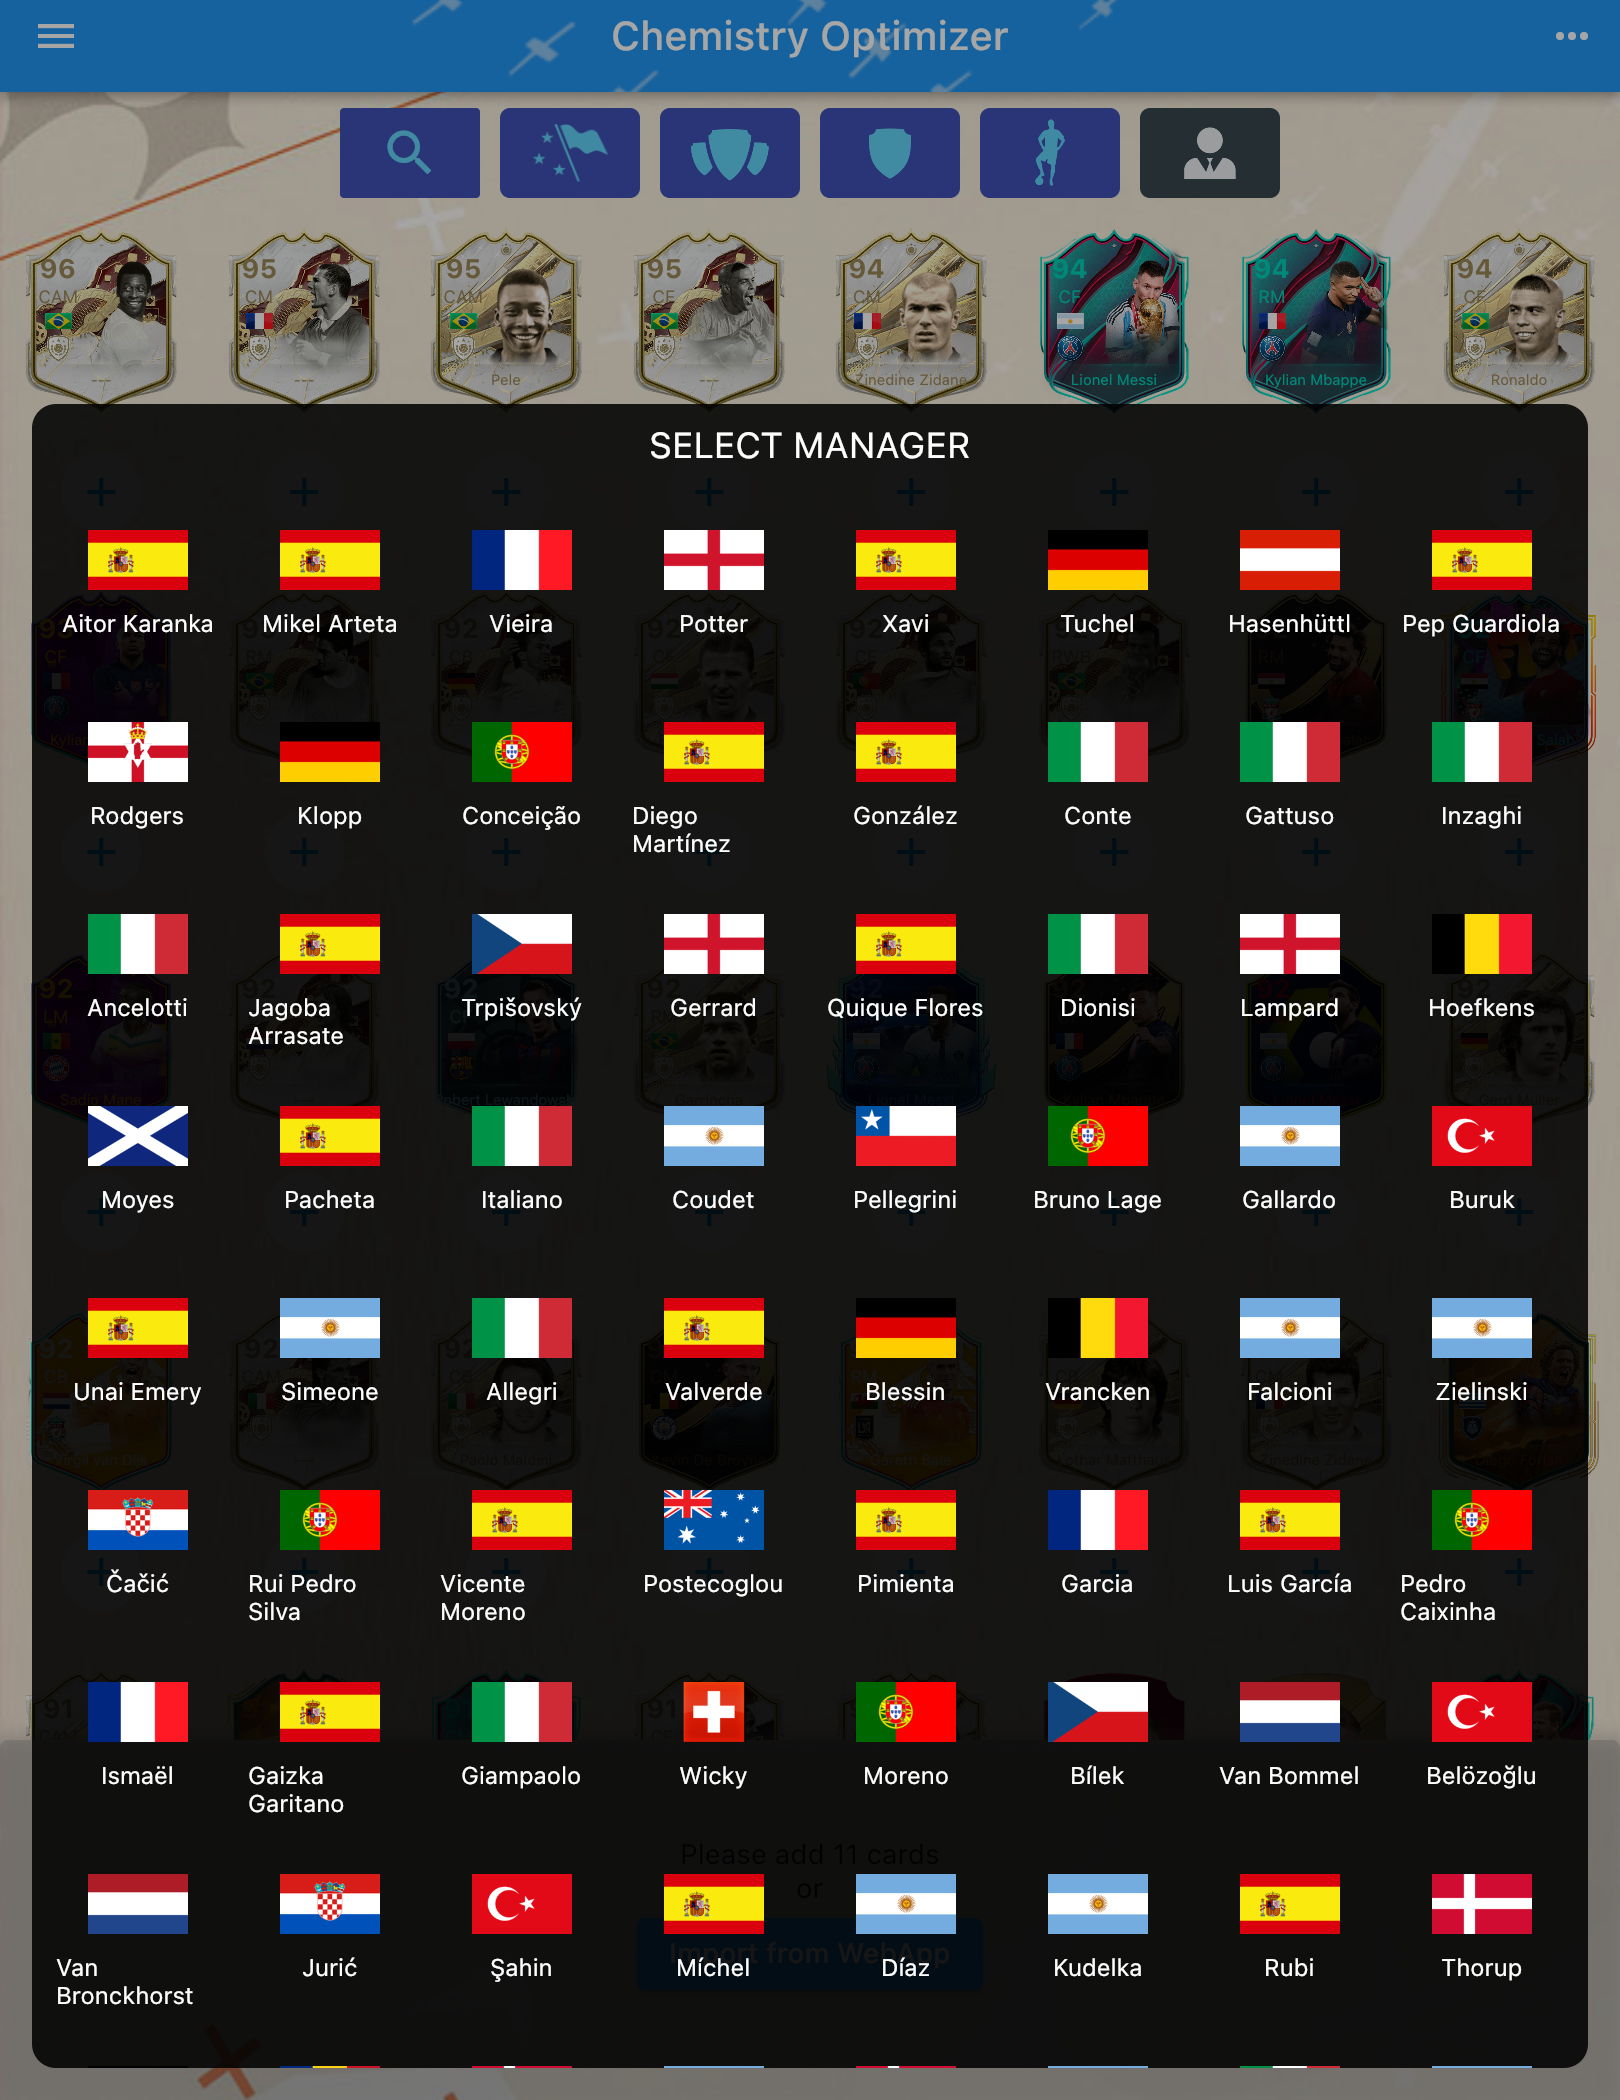 Chemistry Optimizer
96
CAM
---
95
CM
---
95
CAM
Pele
95
CF
---
94
CM
Zinedine Zidane
94
CF
Lionel Messi
94
RM
Kylian Mbappe
94
CF
Ronaldo
SELECT MANAGER
Aitor Karanka
Mikel Arteta
Vieira
Potter
Xavi
Tuchel
Hasenhüttl
Pep Guardiola
Rodgers
Klopp
Conceição
Diego
Martínez
González
Conte
Gattuso
Inzaghi
Ancelotti
Jagoba
Arrasate
Trpišovský
Gerrard
Quique Flores
Dionisi
Lampard
Hoefkens
Moyes
Pacheta
Italiano
Coudet
Pellegrini
Bruno Lage
Gallardo
Buruk
Unai Emery
Simeone
Allegri
Valverde
Blessin
Vrancken
Falcioni
Zielinski
Čačić
Rui Pedro
Silva
Vicente
Moreno
Postecoglou
Pimienta
Garcia
Luis García
Pedro
Caixinha
Ismaël
Gaizka
Garitano
Giampaolo
Wicky
Moreno
Bílek
Van Bommel
Belözoğlu
Please add 11 cards
or
Import from WebApp
Van
Bronckhorst
Jurić
Şahin
Míchel
Díaz
Kudelka
Rubi
Thorup